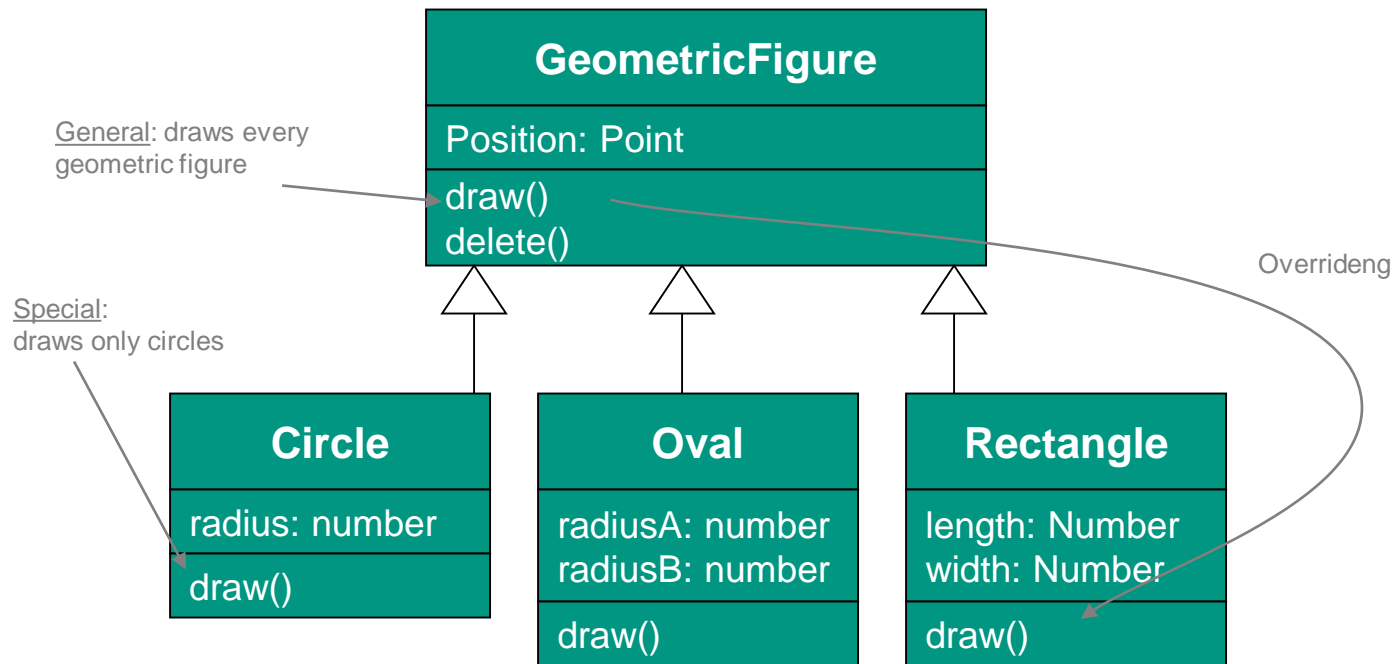 GeometricFigure
Position: Point
draw()
delete()
General: draws every
geometric figure
Overrideng
Special:
draws only circles
Circle
radius: number
draw()
Oval
radiusA: number
radiusB: number
draw()
Rectangle
length: Number
width: Number
draw()